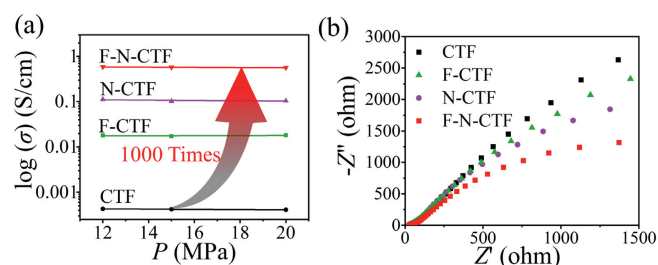 (a)
log (σ) (S/cm)
1
0.1
0.01
0.001
F-N-CTF
N-CTF
F-CTF
1000 Times
CTF
12 14 16 18 20
P (MPa)
(b)
-Z" (ohm)
3000
2500
2000
1500
1000
500
0
CTF
F-CTF
N-CTF
F-N-CTF
0 500 1000 1500
Z' (ohm)